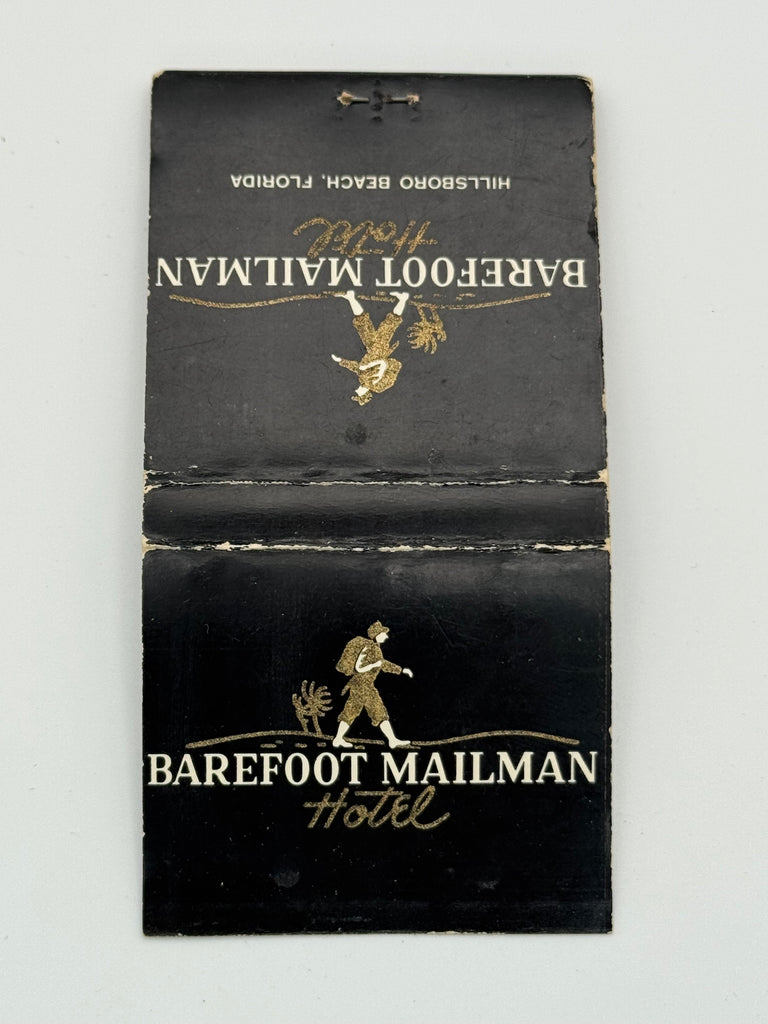 HILLSBORO BEACH, FLORIDA
Hotel
BAREFOOT MAILMAN
BAREFOOT MAILMAN
Hotel